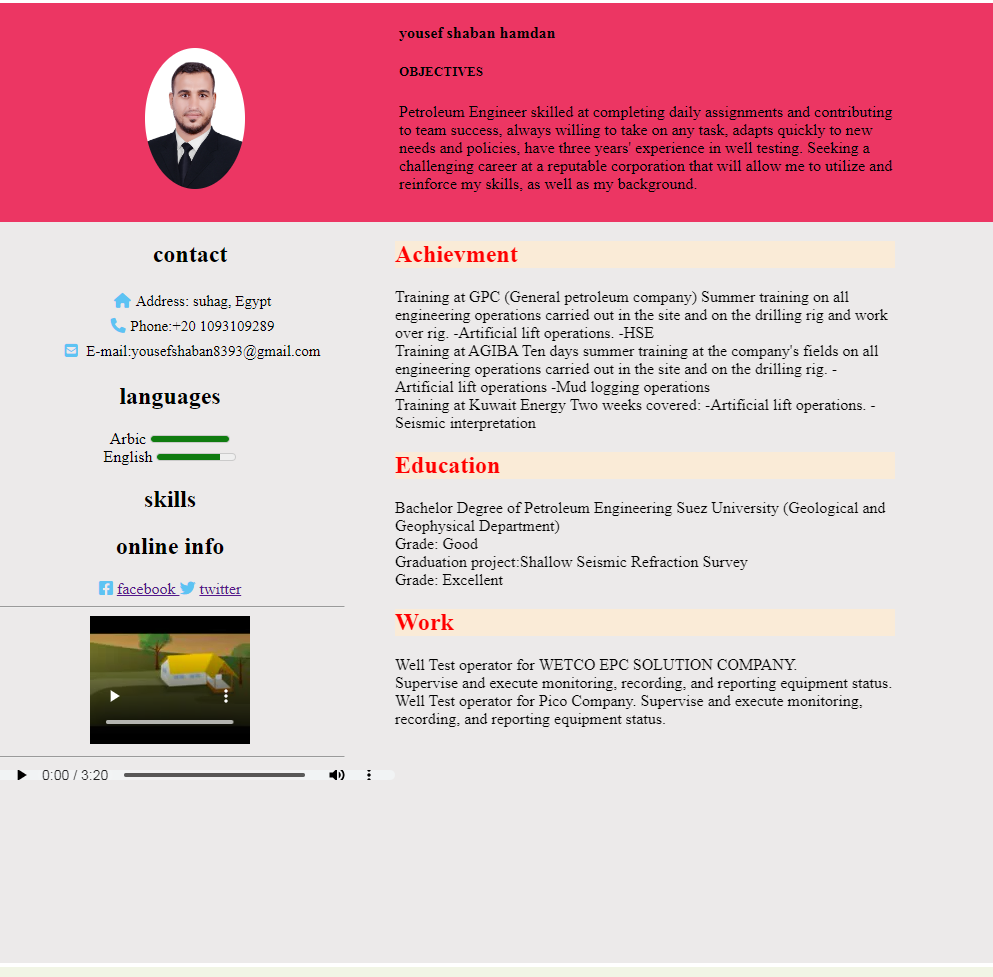 yousef shaban hamdan
OBJECTIVES
Petroleum Engineer skilled at completing daily assignments and contributing
to team success, always willing to take on any task, adapts quickly to new
needs and policies, have three years' experience in well testing. Seeking a
challenging career at a reputable corporation that will allow me to utilize and
reinforce my skills, as well as my background.
contact
Address: suhag, Egypt
Phone:+20 1093109289
E-mail:yousefshaban8393@gmail.com
languages
Arbic
English
skills
online info
facebook twitter
0:00 / 3:20
Achievment
Training at GPC (General petroleum company) Summer training on all
engineering operations carried out in the site and on the drilling rig and work
over rig. -Artificial lift operations. -HSE
Training at AGIBA Ten days summer training at the company's fields on all
engineering operations carried out in the site and on the drilling rig. -
Artificial lift operations -Mud logging operations
Training at Kuwait Energy Two weeks covered: -Artificial lift operations. -
Seismic interpretation
Education
Bachelor Degree of Petroleum Engineering Suez University (Geological and
Geophysical Department)
Grade: Good
Graduation project:Shallow Seismic Refraction Survey
Grade: Excellent
Work
Well Test operator for WETCO EPC SOLUTION COMPANY.
Supervise and execute monitoring, recording, and reporting equipment status.
Well Test operator for Pico Company. Supervise and execute monitoring,
recording, and reporting equipment status.